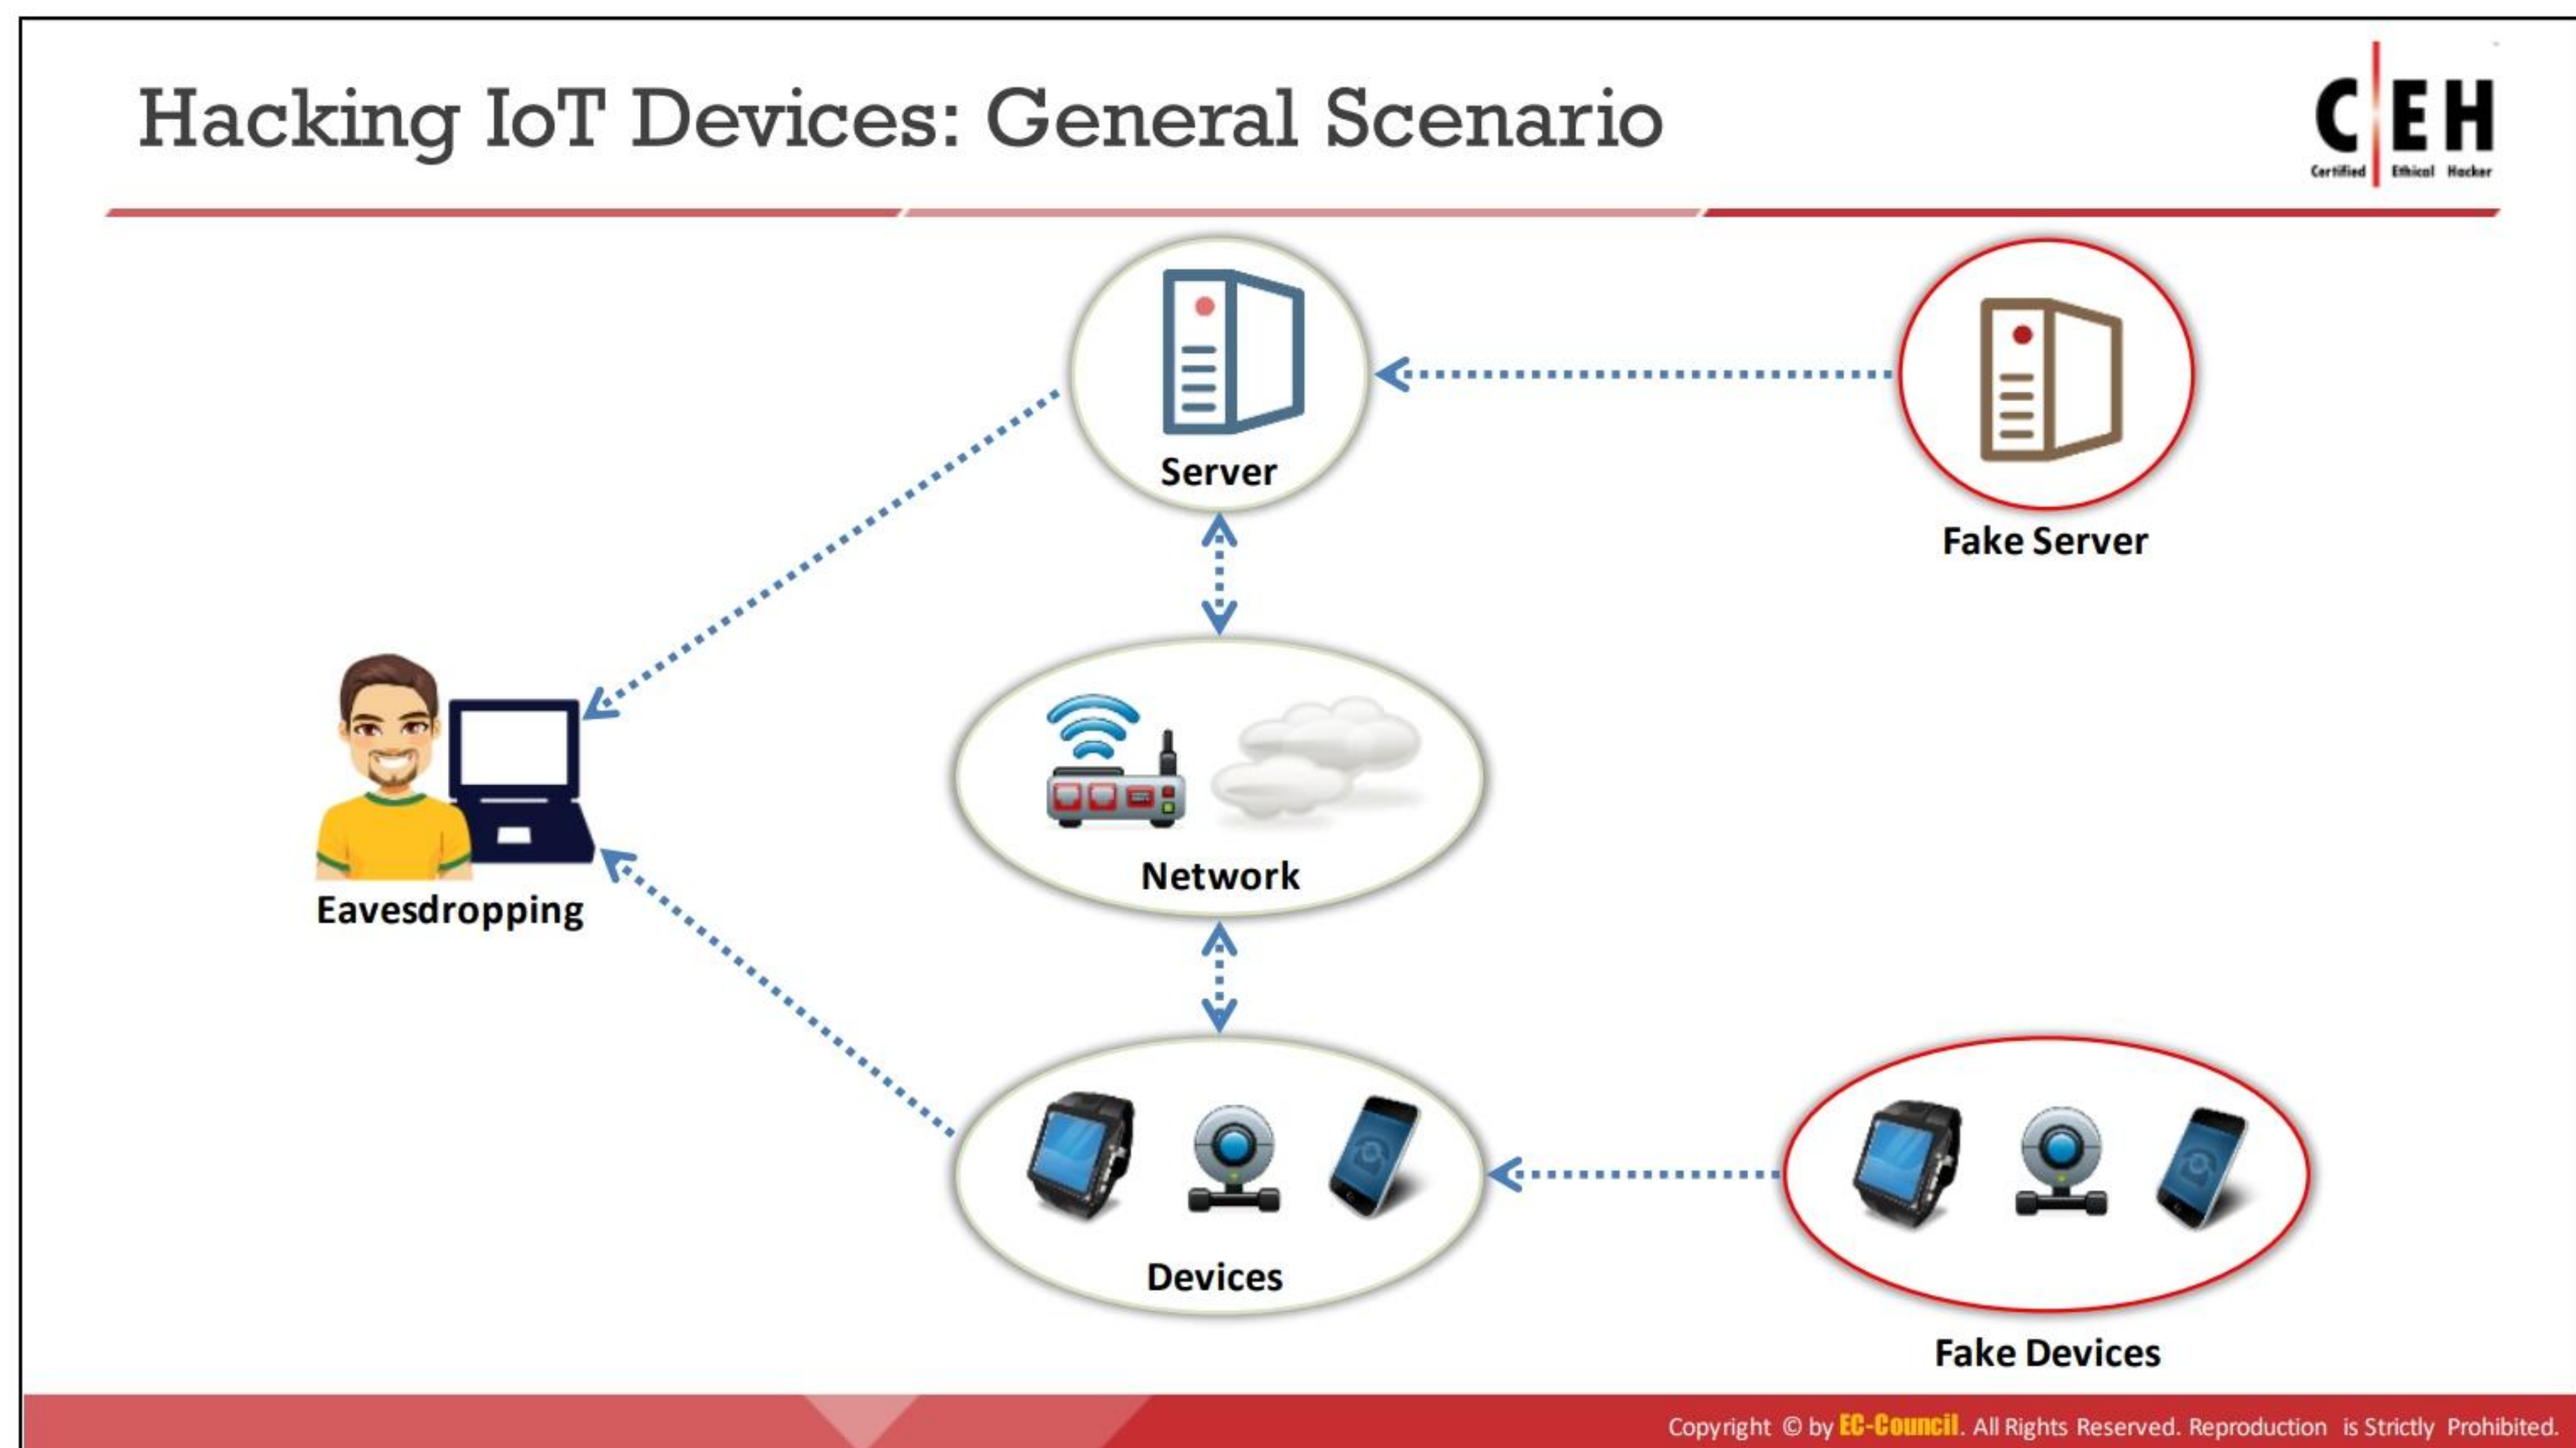 Hacking IoT Devices: General Scenario
C EH
Certified Ethical Hacker
Server
Fake Server
Network
Eavesdropping
Devices
Fake Devices
Copyright © by EC-Council. All Rights Reserved. Reproduction is Strictly Prohibited.